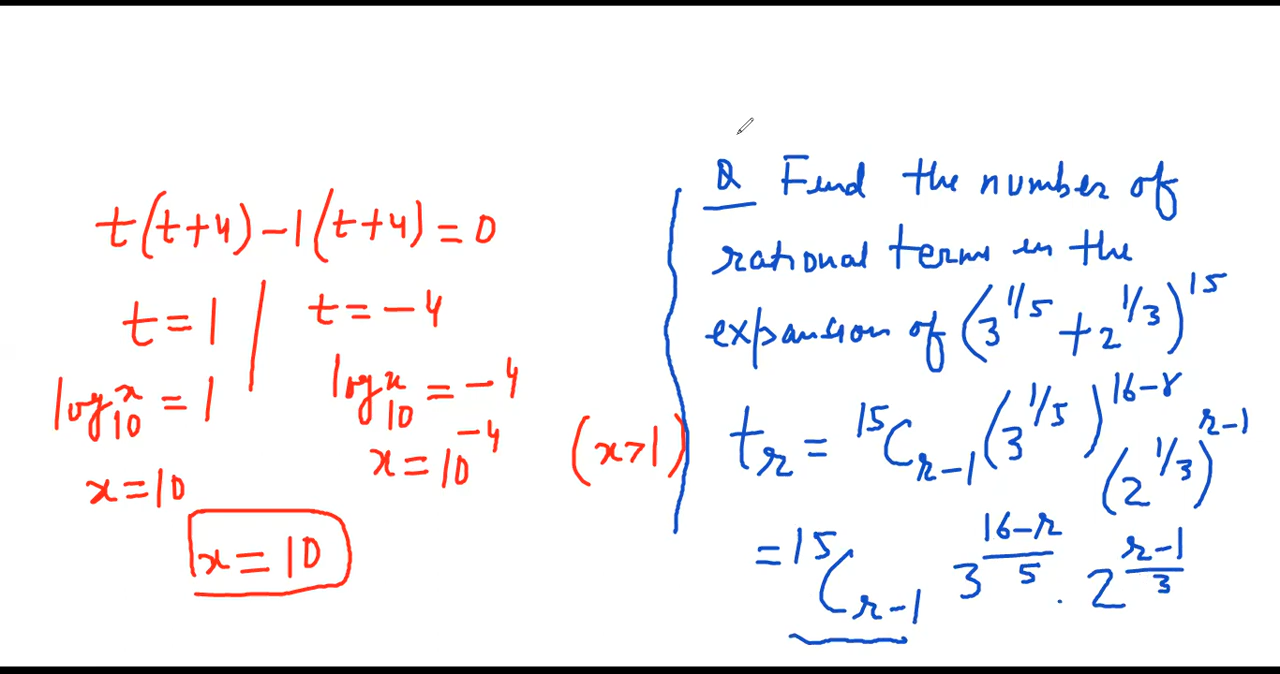 t(t+4)-1(t+4)=0
t=1 | t=-4
log₁₀ˣ=1 log₁₀ˣ=-4
x=10 x=10⁻⁴ (x>1)
x=10
Q Find the number of
rational terms in the
expansion of (3^{1/5}+2^{1/3})^{15}
t_r = ¹⁵C_{r-1} (3^{1/5})^{16-r} (2^{1/3})^{r-1}
= ¹⁵C_{r-1} 3^{\frac{16-r}{5}} . 2^{\frac{r-1}{3}}